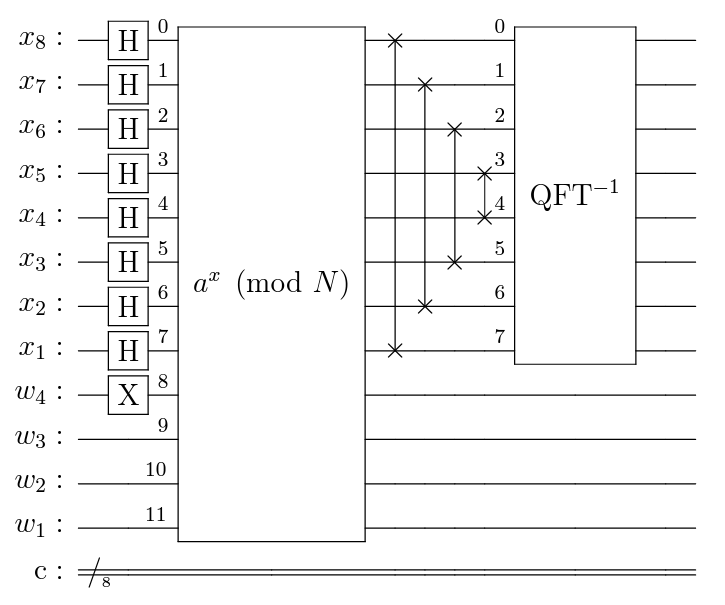 x₈ : H 0 0
x₇ : H 1 1
x₆ : H 2 2
x₅ : H 3 3
x₄ : H 4 4 QFT⁻¹
x₃ : H 5 5
x₂ : H 6 aˣ (mod N) 6
x₁ : H 7 7
w₄ : X 8
w₃ : 9
w₂ : 10
w₁ : 11
c : 8